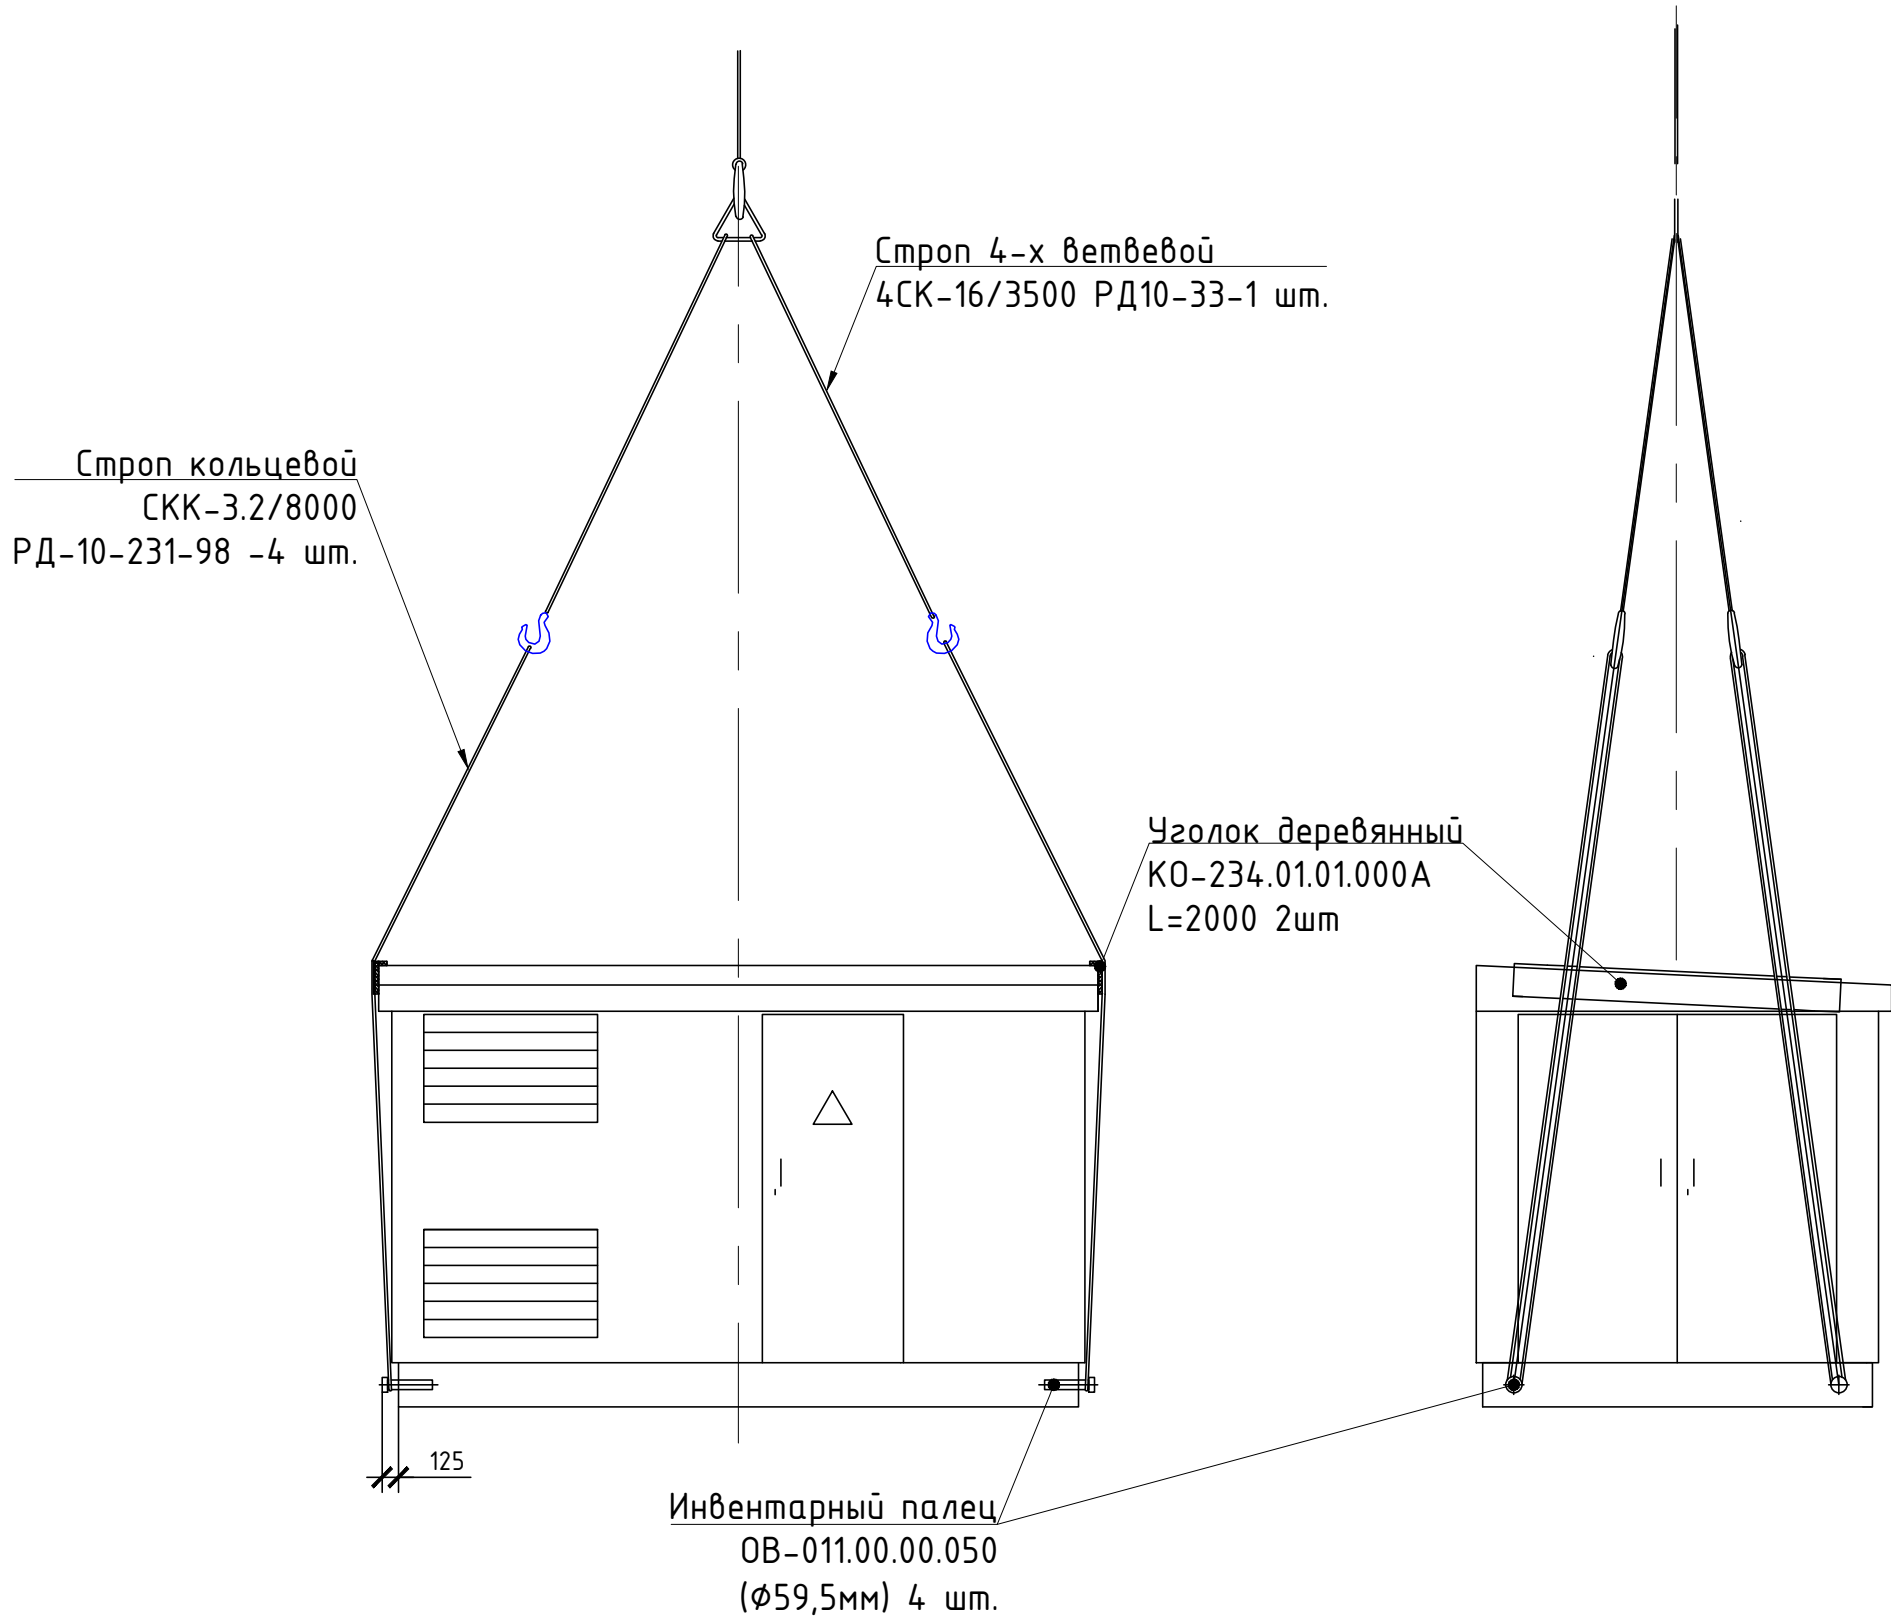 Строп 4-х ветвевой
4СК-16/3500 РД10-33-1 шт.
Строп кольцевой
СКК-3.2/8000
РД-10-231-98 -4 шт.
Уголок деревянный
КО-234.01.01.000А
L=2000 2шт
125
Инвентарный палец
ОВ-011.00.00.050
(Ф59,5мм) 4 шт.